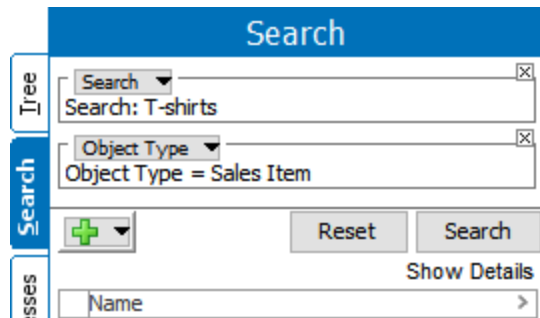 Search
Tree
Search
Search: T-shirts
Object Type
Object Type = Sales Item
Search
Reset
Search
Show Details
Name